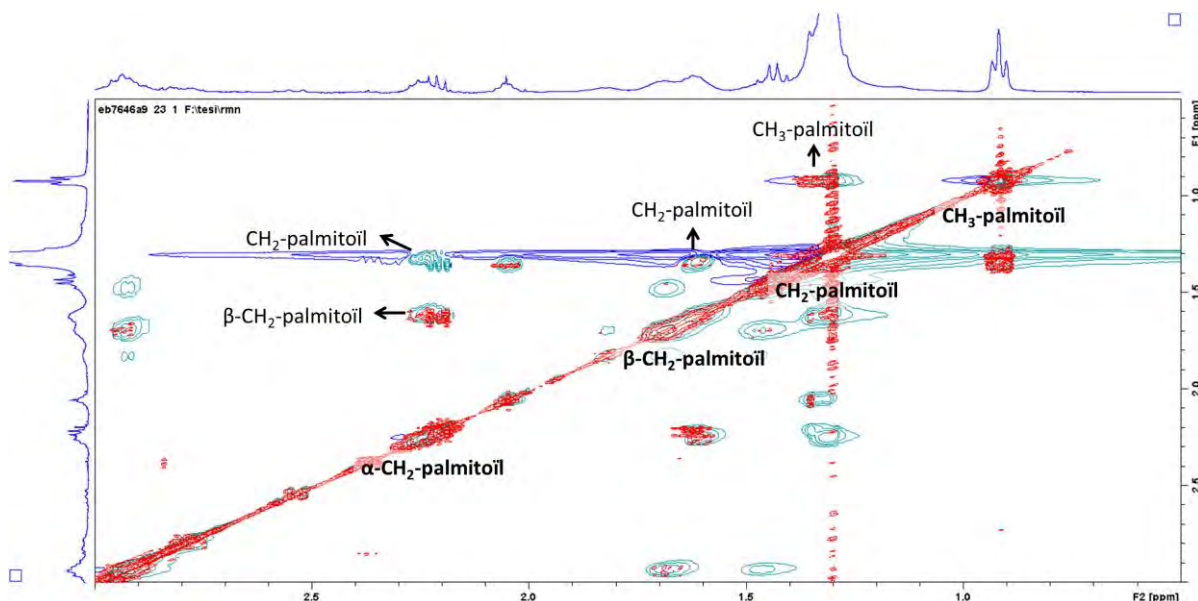 eb7646a9 23 1 F:\tesi\rmn
F1 [ppm]
CH₃-palmitoïl
CH₂-palmitoïl
CH₂-palmitoïl
CH₃-palmitoïl
β-CH₂-palmitoïl
CH₂-palmitoïl
β-CH₂-palmitoïl
α-CH₂-palmitoïl
1.0
1.5
2.0
2.5
2.5
2.0
1.5
1.0
F2 [ppm]